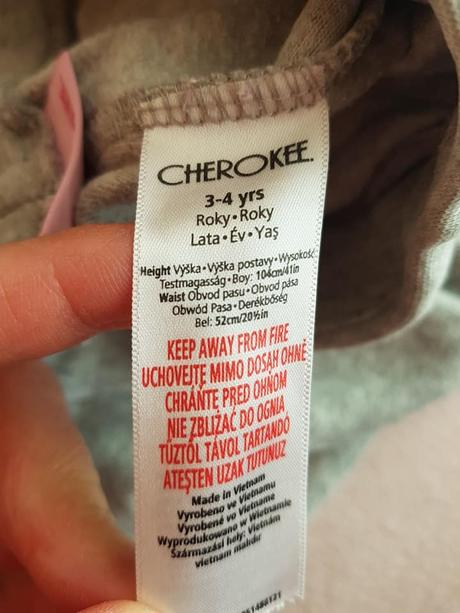 CHEROKEE.
3-4 yrs
Roky • Roky
Lata • Év • Yaş
Height Výška • Výška postavy • Wysokość
Testmagasság • Boy: 104cm/41in
Waist Obvod pasu • Obvod pása
Obwód Pasa • Derékbőség
Bel: 52cm/20½in
KEEP AWAY FROM FIRE
UCHOVEJTE MIMO DOSAH OHNĚ
CHRÁŇTE PRED OHŇOM
NIE ZBLIŻAĆ DO OGNIA
TŰZTŐL TÁVOL TARTANDÓ
ATEŞTEN UZAK TUTUNUZ
Made in Vietnam
Vyrobeno ve Vietnamu
Vyrobené vo Vietname
Wyprodukowano w Wietnamie
Származási hely: Vietnám
vietnam malıdır